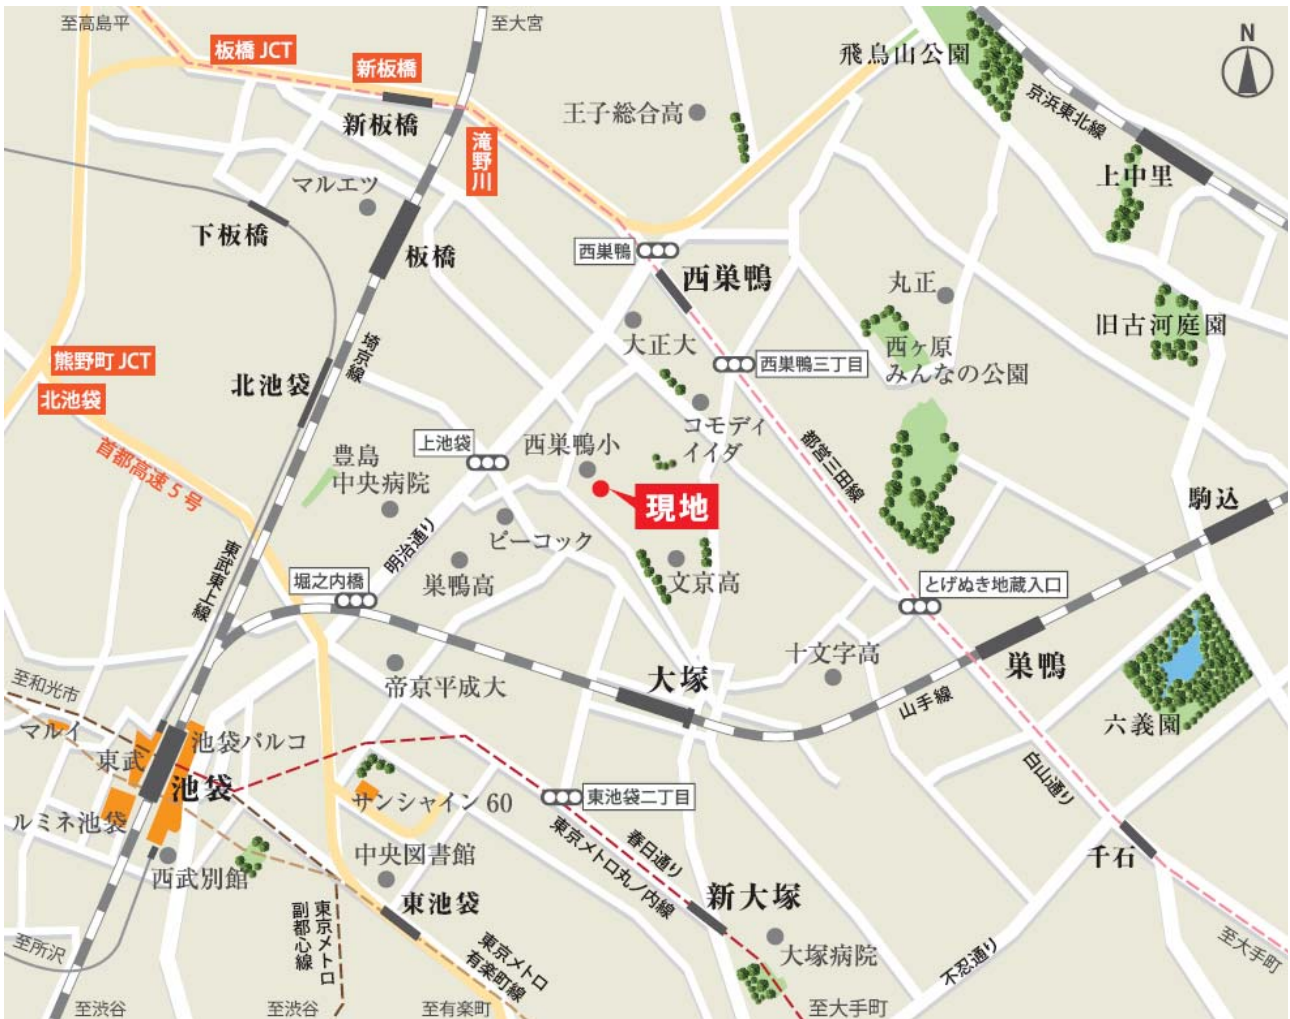 至高島平
至大宮
板橋 JCT
新板橋
新板橋
滝野川
王子総合高
飛鳥山公園
N
京浜東北線
上中里
マルエツ
下板橋
板橋
西巣鴨
西巣鴨
丸正
旧古河庭園
大正大
西巣鴨三丁目
西ヶ原
みんなの公園
熊野町 JCT
北池袋
北池袋
埼京線
首都高速 5 号
上池袋
西巣鴨小
コモディ
イイダ
都営三田線
豊島
中央病院
現地
駒込
ピーコック
明治通り
東武東上線
堀之内橋
巣鴨高
文京高
とげぬき地蔵入口
十文字高
巣鴨
大塚
帝京平成大
山手線
六義園
至和光市
マルイ
東武
池袋パルコ
池袋
ルミネ池袋
サンシャイン 60
東池袋二丁目
白山通り
千石
西武別館
中央図書館
東池袋
春日通り
東京メトロ丸ノ内線
新大塚
大塚病院
不忍通り
至大手町
至所沢
東京メトロ
副都心線
東京メトロ
有楽町線
至渋谷
至渋谷
至有楽町
至大手町